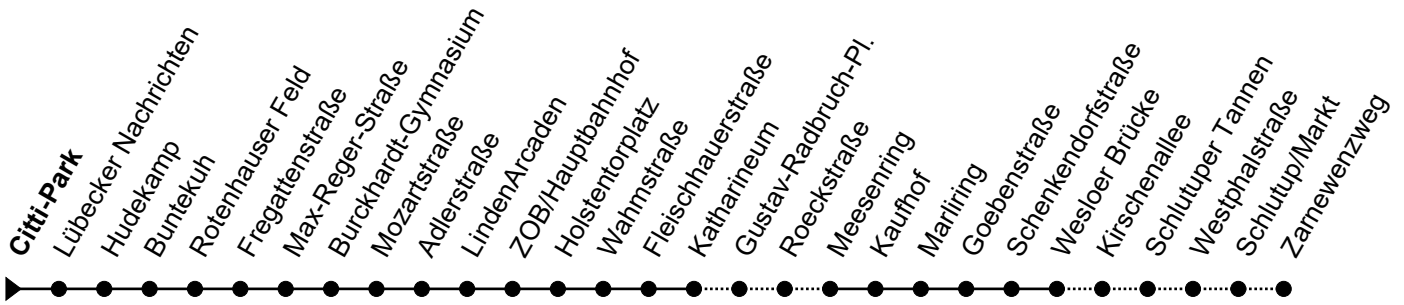 Citti-Park
Lübecker Nachrichten
Hudekamp
Buntekuh
Rotenhauser Feld
Fregattenstraße
Max-Reger-Straße
Burckhardt-Gymnasium
Mozartstraße
Adlerstraße
LindenArcaden
ZOB/Hauptbahnhof
Holstentorplatz
Wahmstraße
Fleischhauerstraße
Katharineum
Gustav-Radbruch-Pl.
Roeckstraße
Meesenring
Kaufhof
Marliring
Goebenstraße
Schenkendorfstraße
Wesloer Brücke
Kirschenallee
Schlutuper Tannen
Westphalstraße
Schlutup/Markt
Zarnewenzweg